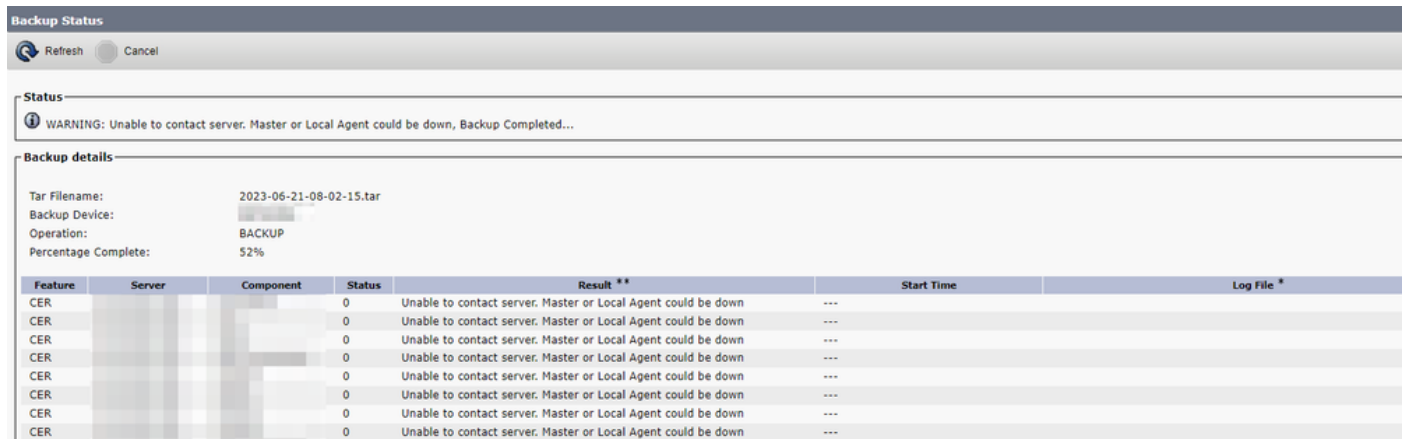 Backup Status
Refresh Cancel
Status
WARNING: Unable to contact server. Master or Local Agent could be down, Backup Completed...
Backup details
Tar Filename: 2023-06-21-08-02-15.tar
Backup Device:
Operation: BACKUP
Percentage Complete: 52%
Feature Server Component Status Result ** Start Time Log File *
CER 0 Unable to contact server. Master or Local Agent could be down ---
CER 0 Unable to contact server. Master or Local Agent could be down ---
CER 0 Unable to contact server. Master or Local Agent could be down ---
CER 0 Unable to contact server. Master or Local Agent could be down ---
CER 0 Unable to contact server. Master or Local Agent could be down ---
CER 0 Unable to contact server. Master or Local Agent could be down ---
CER 0 Unable to contact server. Master or Local Agent could be down ---
CER 0 Unable to contact server. Master or Local Agent could be down ---